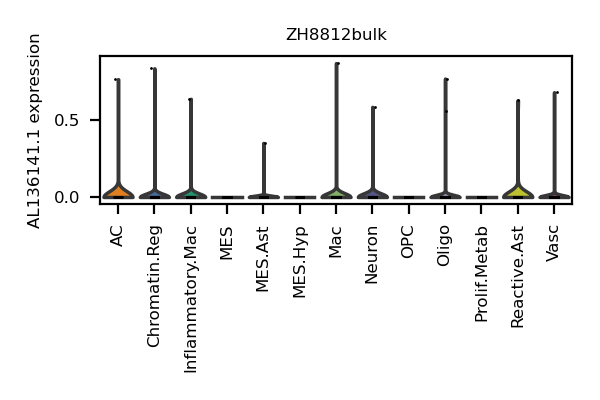 ZH8812bulk
AL136141.1 expression
0.5
0.0
AC
Chromatin.Reg
Inflammatory.Mac
MES
MES.Ast
MES.Hyp
Mac
Neuron
OPC
Oligo
Prolif.Metab
Reactive.Ast
Vasc